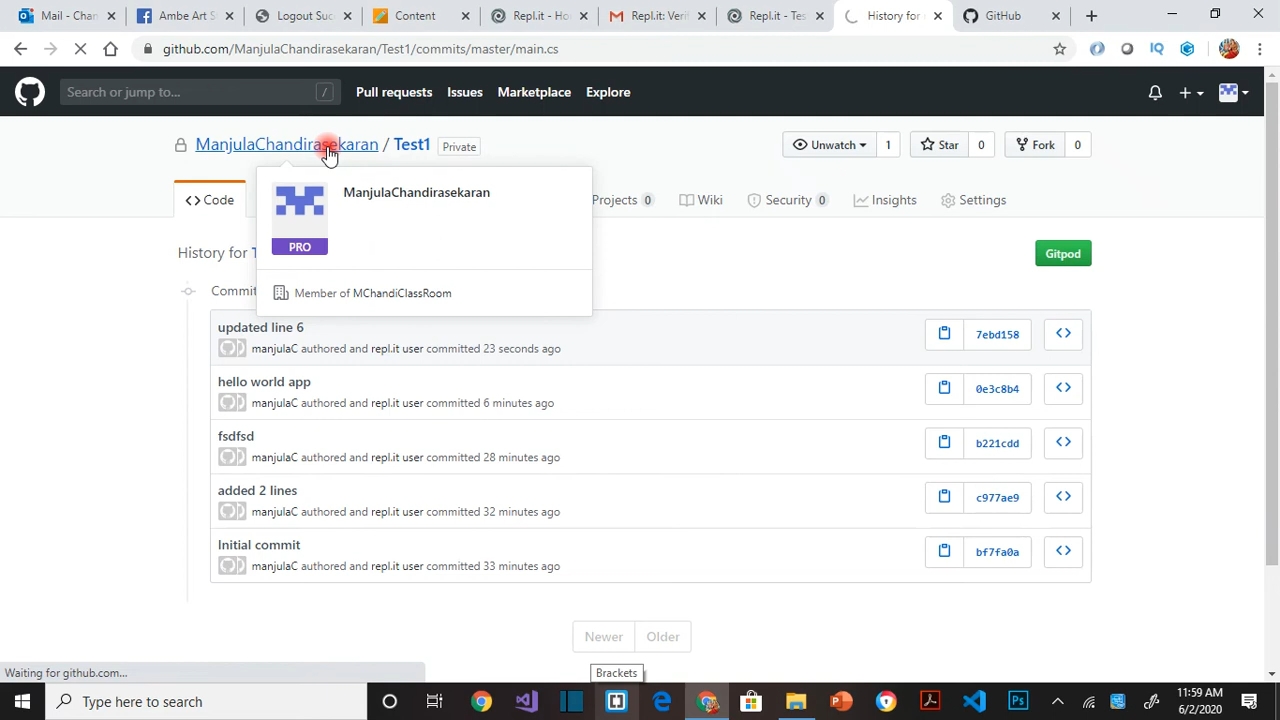 Mail - Chan
Ambe Art S
Logout Suc
Content
Repl.it - Ho
Repl.it: Veri
Repl.it - Tes
History for
GitHub
github.com/ManjulaChandirasekaran/Test1/commits/master/main.cs
Search or jump to...
/
Pull requests
Issues
Marketplace
Explore
ManjulaChandirasekaran / Test1
Private
Unwatch
1
Star
0
Fork
0
ManjulaChandirasekaran
PRO
Member of MChandiClassRoom
Code
Projects 0
Wiki
Security 0
Insights
Settings
History for
Gitpod
Commit
updated line 6
manjulaC authored and repl.it user committed 23 seconds ago
7ebd158
hello world app
manjulaC authored and repl.it user committed 6 minutes ago
0e3c8b4
fsdfsd
manjulaC authored and repl.it user committed 28 minutes ago
b221cdd
added 2 lines
manjulaC authored and repl.it user committed 32 minutes ago
c977ae9
Initial commit
manjulaC authored and repl.it user committed 33 minutes ago
bf7fa0a
Newer
Older
Waiting for github.com...
Brackets
Type here to search
11:59 AM
6/2/2020